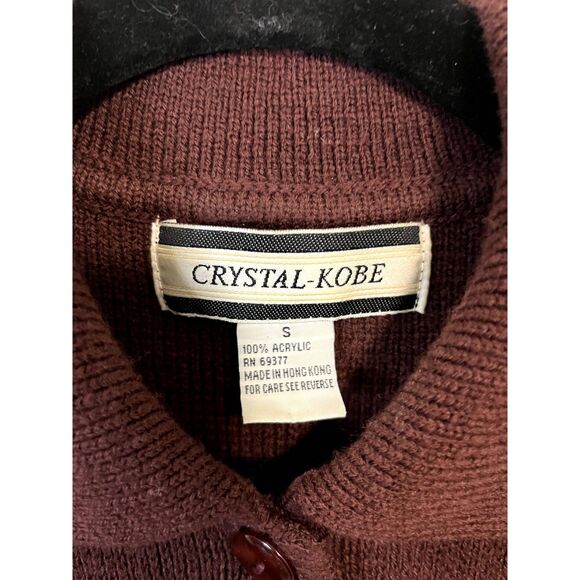 CRYSTAL-KOBE
S
100% ACRYLIC
RN 69377
MADE IN HONG KONG
FOR CARE SEE REVERSE